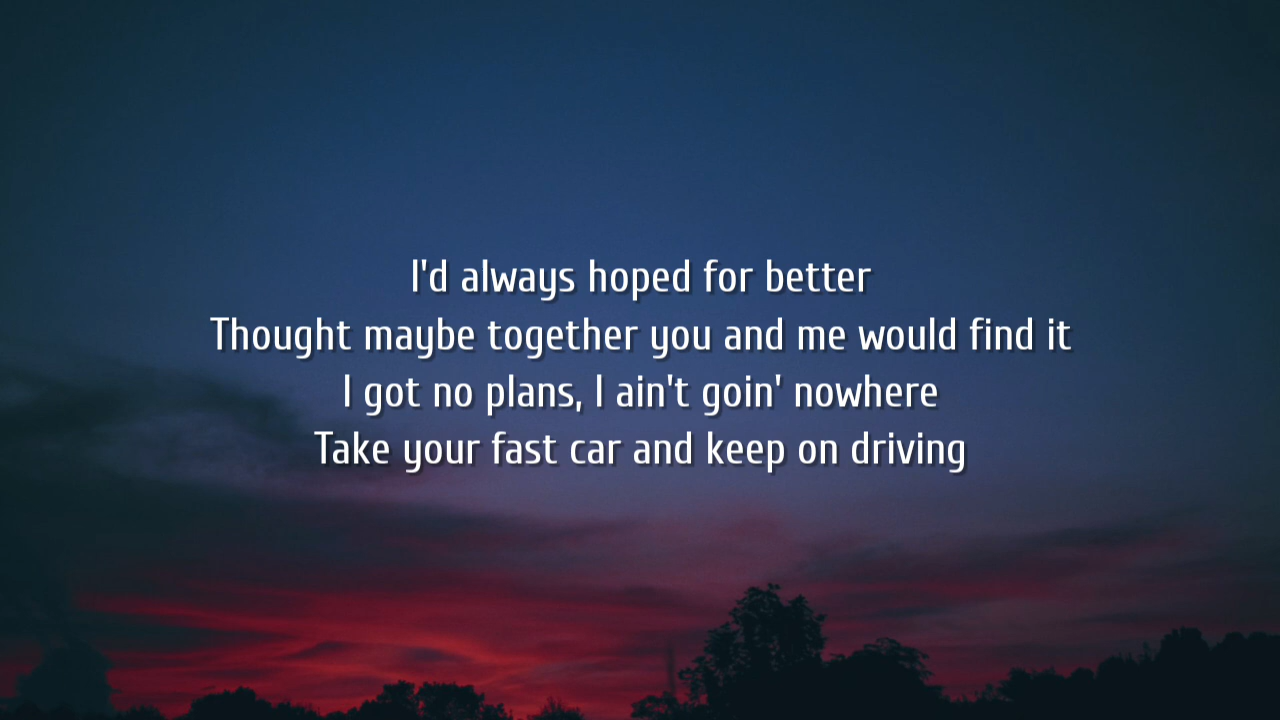 I'd always hoped for better
Thought maybe together you and me would find it
I got no plans, I ain't goin' nowhere
Take your fast car and keep on driving